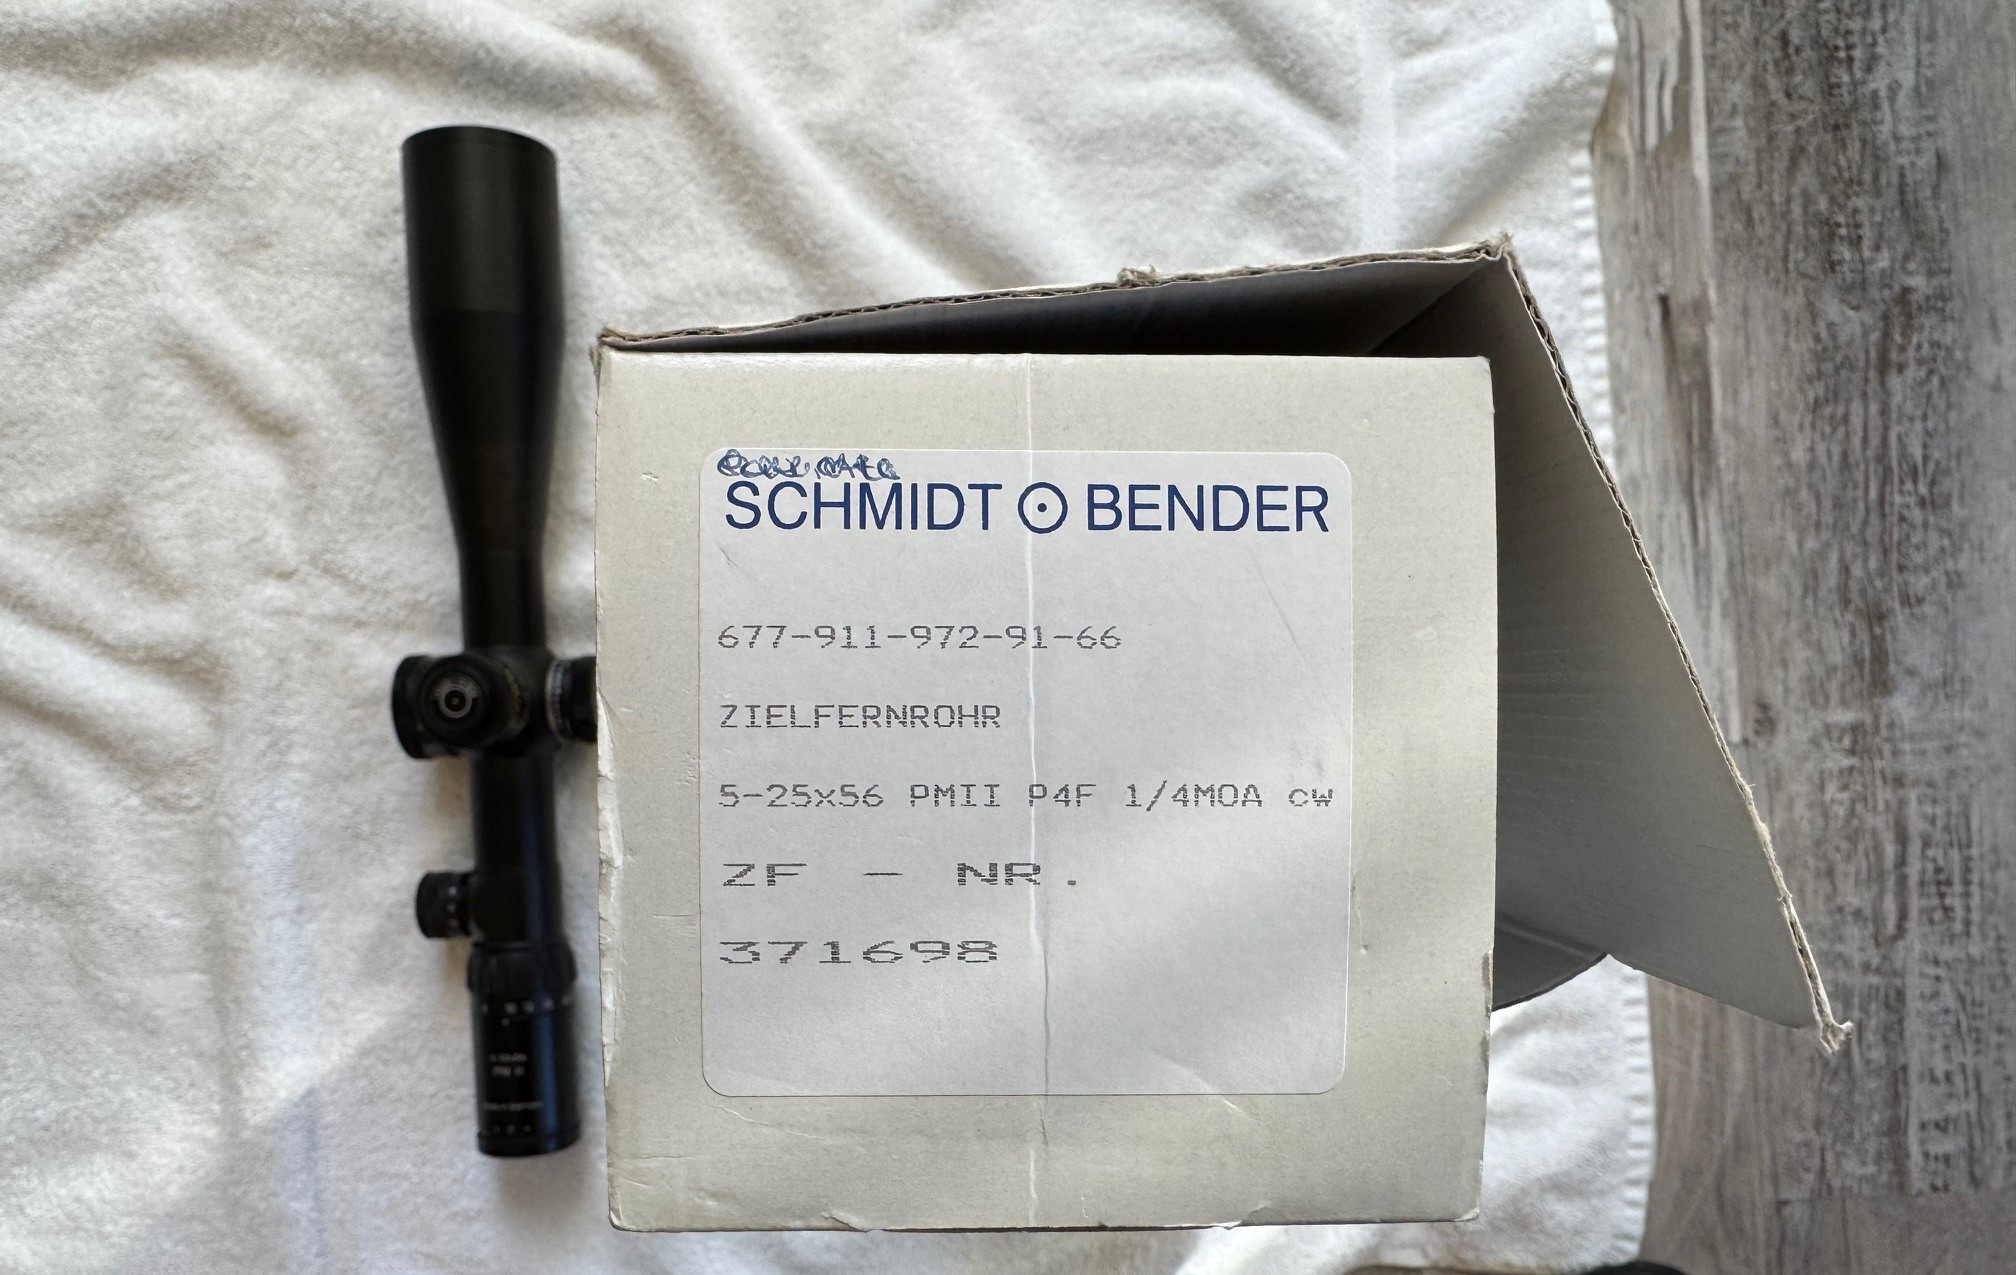 SCHMIDT BENDER
677-911-972-91-66
ZIELFERNROHR
5-25x56 PMII P4F 1/4MOA cw
ZF - NR.
371698